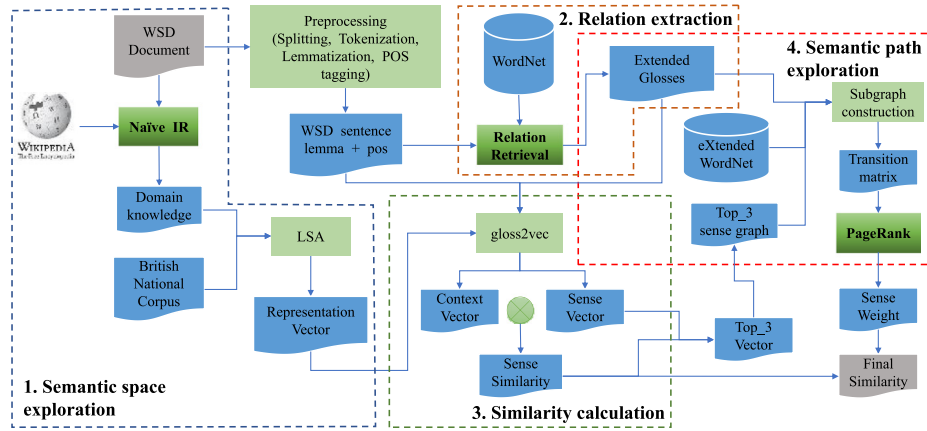 WSD
Document
Preprocessing
(Splitting, Tokenization,
Lemmatization, POS
tagging)
2. Relation extraction
WordNet
Extended
Glosses
4. Semantic path
exploration
Subgraph
construction
WIKIPEDIA
The Free Encyclopedia
Naïve IR
WSD sentence
lemma + pos
Relation
Retrieval
eXtended
WordNet
Transition
matrix
Domain
knowledge
LSA
gloss2vec
Top_3
sense graph
PageRank
British
National
Corpus
Representation
Vector
Context
Vector
Sense
Vector
Top_3
Vector
Sense
Weight
Sense
Similarity
Final
Similarity
1. Semantic space
exploration
3. Similarity calculation